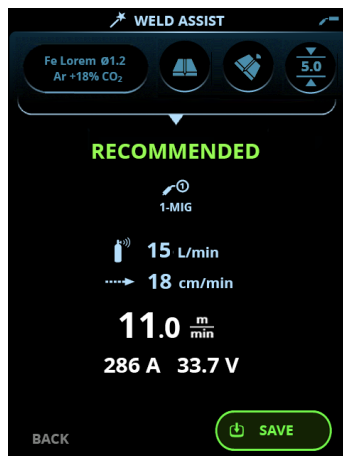 WELD ASSIST
Fe Lorem Ø1.2
Ar +18% CO₂
5.0
RECOMMENDED
1
1-MIG
15 L/min
18 cm/min
11.0 m/min
286 A 33.7 V
BACK
SAVE